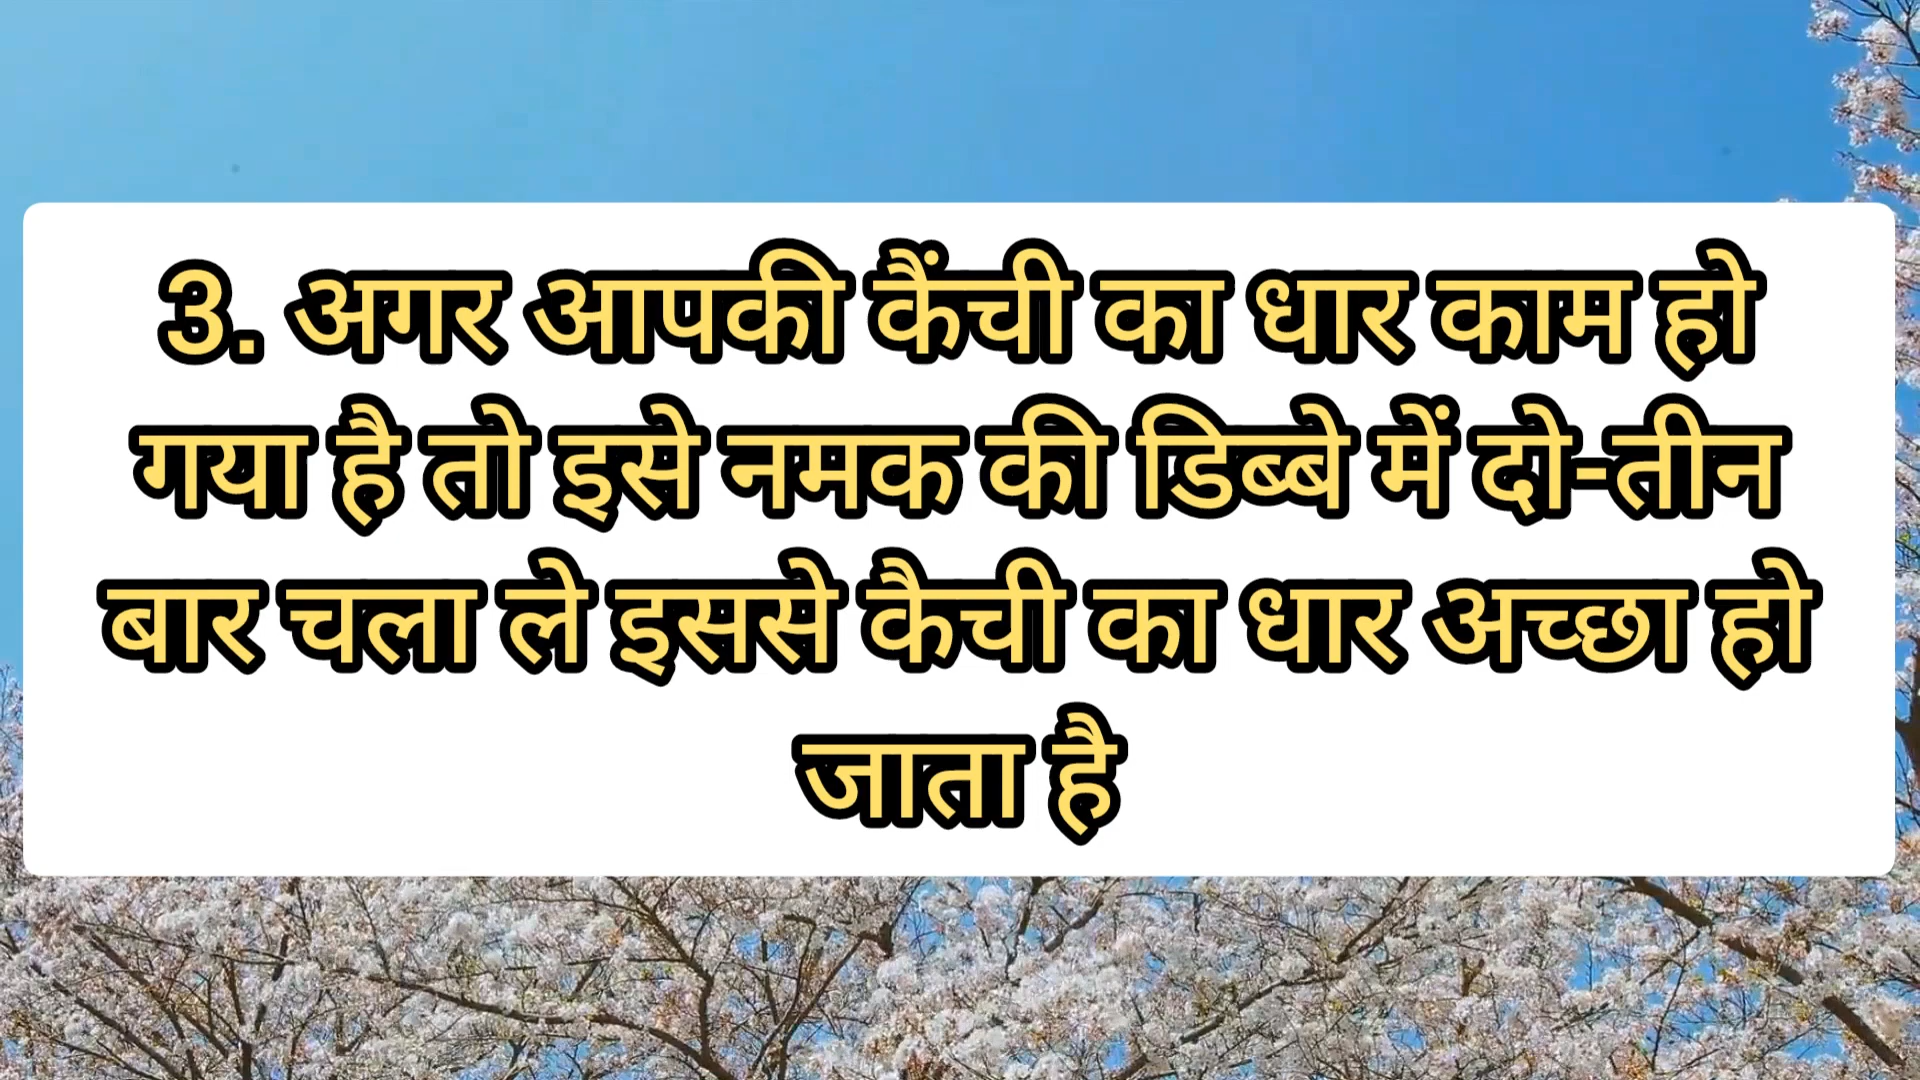 3. अगर आपकी कैंची का धार काम हो
गया है तो इसे नमक की डिब्बे में दो-तीन
बार चला ले इससे कैची का धार अच्छा हो
जाता है